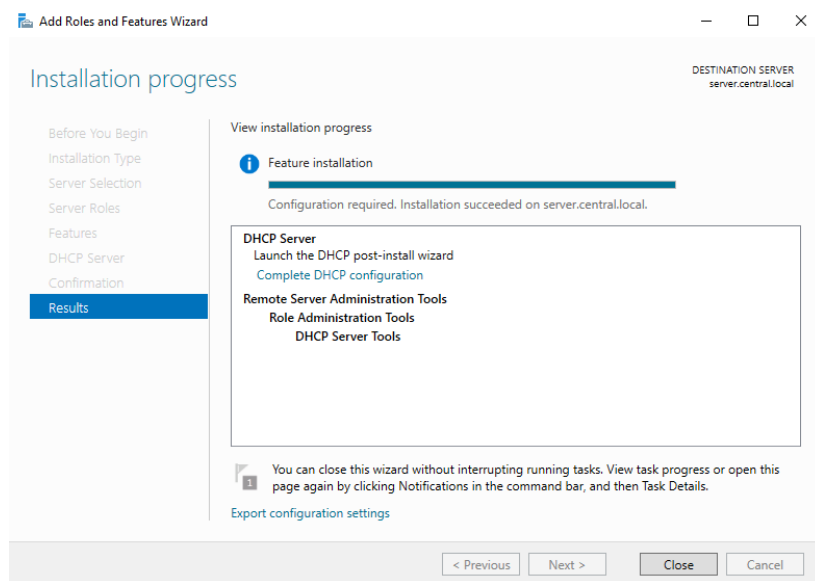 Add Roles and Features Wizard
Installation progress
DESTINATION SERVER
server.central.local
Before You Begin
Installation Type
Server Selection
Server Roles
Features
DHCP Server
Confirmation
Results
View installation progress
Feature installation
Configuration required. Installation succeeded on server.central.local.
DHCP Server
Launch the DHCP post-install wizard
Complete DHCP configuration
Remote Server Administration Tools
Role Administration Tools
DHCP Server Tools
1
You can close this wizard without interrupting running tasks. View task progress or open this
page again by clicking Notifications in the command bar, and then Task Details.
Export configuration settings
< Previous
Next >
Close
Cancel